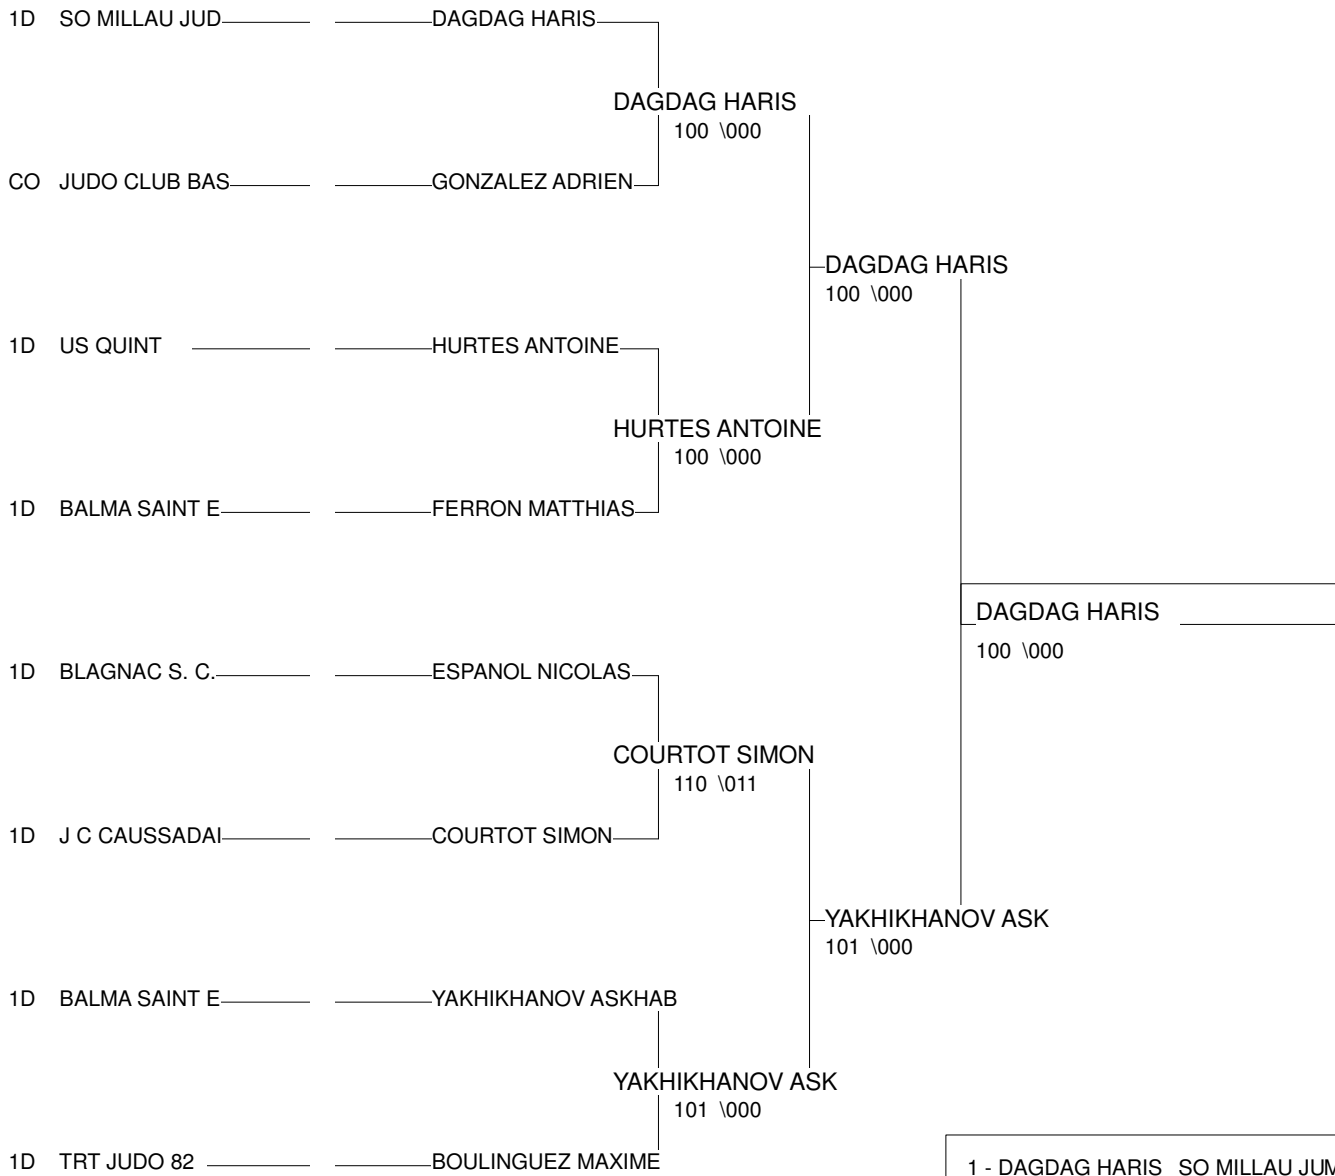 1D SO MILLAU JUD DAGDAG HARIS
DAGDAG HARIS
100 \000
CO JUDO CLUB BAS GONZALEZ ADRIEN
DAGDAG HARIS
100 \000
1D US QUINT HURTES ANTOINE
HURTES ANTOINE
100 \000
1D BALMA SAINT E FERRON MATTHIAS
DAGDAG HARIS
100 \000
1D BLAGNAC S. C. ESPANOL NICOLAS
COURTOT SIMON
110 \011
1D J C CAUSSADAI COURTOT SIMON
YAKHIKHANOV ASK
101 \000
1D BALMA SAINT E YAKHIKHANOV ASKHAB
YAKHIKHANOV ASK
101 \000
1D TRT JUDO 82 BOULINGUEZ MAXIME
1 - DAGDAG HARIS SO MILLAU JUM